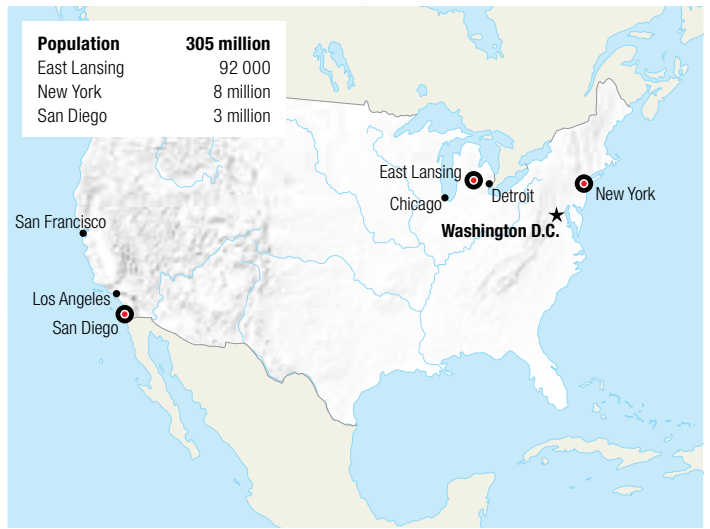 Population 305 million
East Lansing 92 000
New York 8 million
San Diego 3 million
East Lansing
Detroit
Chicago
New York
San Francisco
Washington D.C.
Los Angeles
San Diego